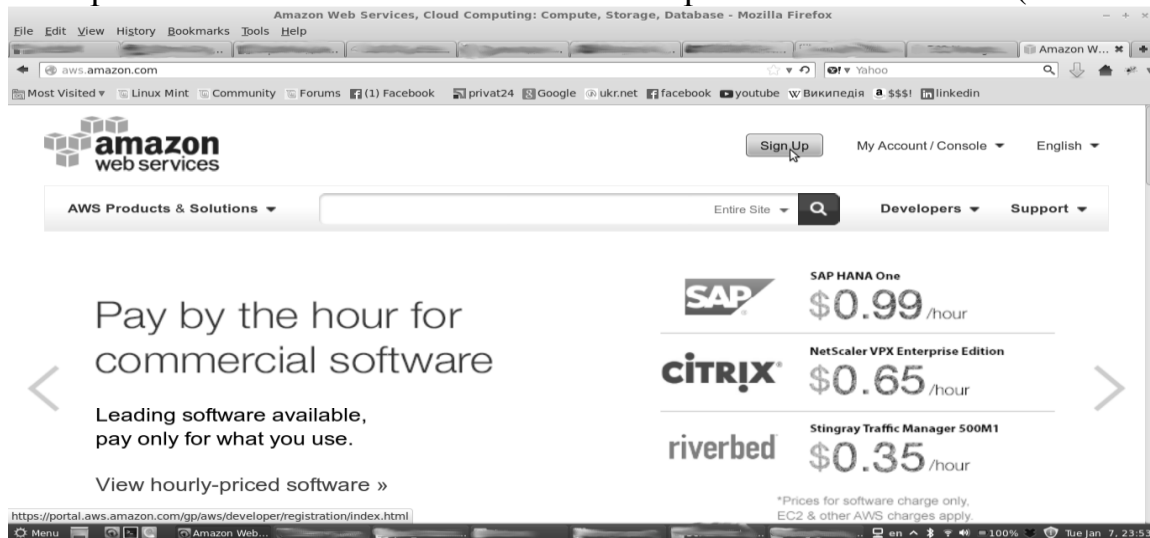 Amazon Web Services, Cloud Computing: Compute, Storage, Database - Mozilla Firefox
File Edit View History Bookmarks Tools Help
Amazon W...
aws.amazon.com Yahoo
Most Visited Linux Mint Community Forums (1) Facebook privat24 Google ukr.net facebook youtube Википедія $$$! linkedin
amazon
web services
Sign Up My Account / Console English
AWS Products & Solutions Entire Site Developers Support
Pay by the hour for
commercial software
Leading software available,
pay only for what you use.
View hourly-priced software »
SAP
SAP HANA One
$0.99 /hour
CITRIX
NetScaler VPX Enterprise Edition
$0.65 /hour
riverbed
Stingray Traffic Manager 500M1
$0.35 /hour
*Prices for software charge only,
EC2 & other AWS charges apply.
https://portal.aws.amazon.com/gp/aws/developer/registration/index.html
Menu Amazon Web... en 100% Tue Jan 7, 23:53